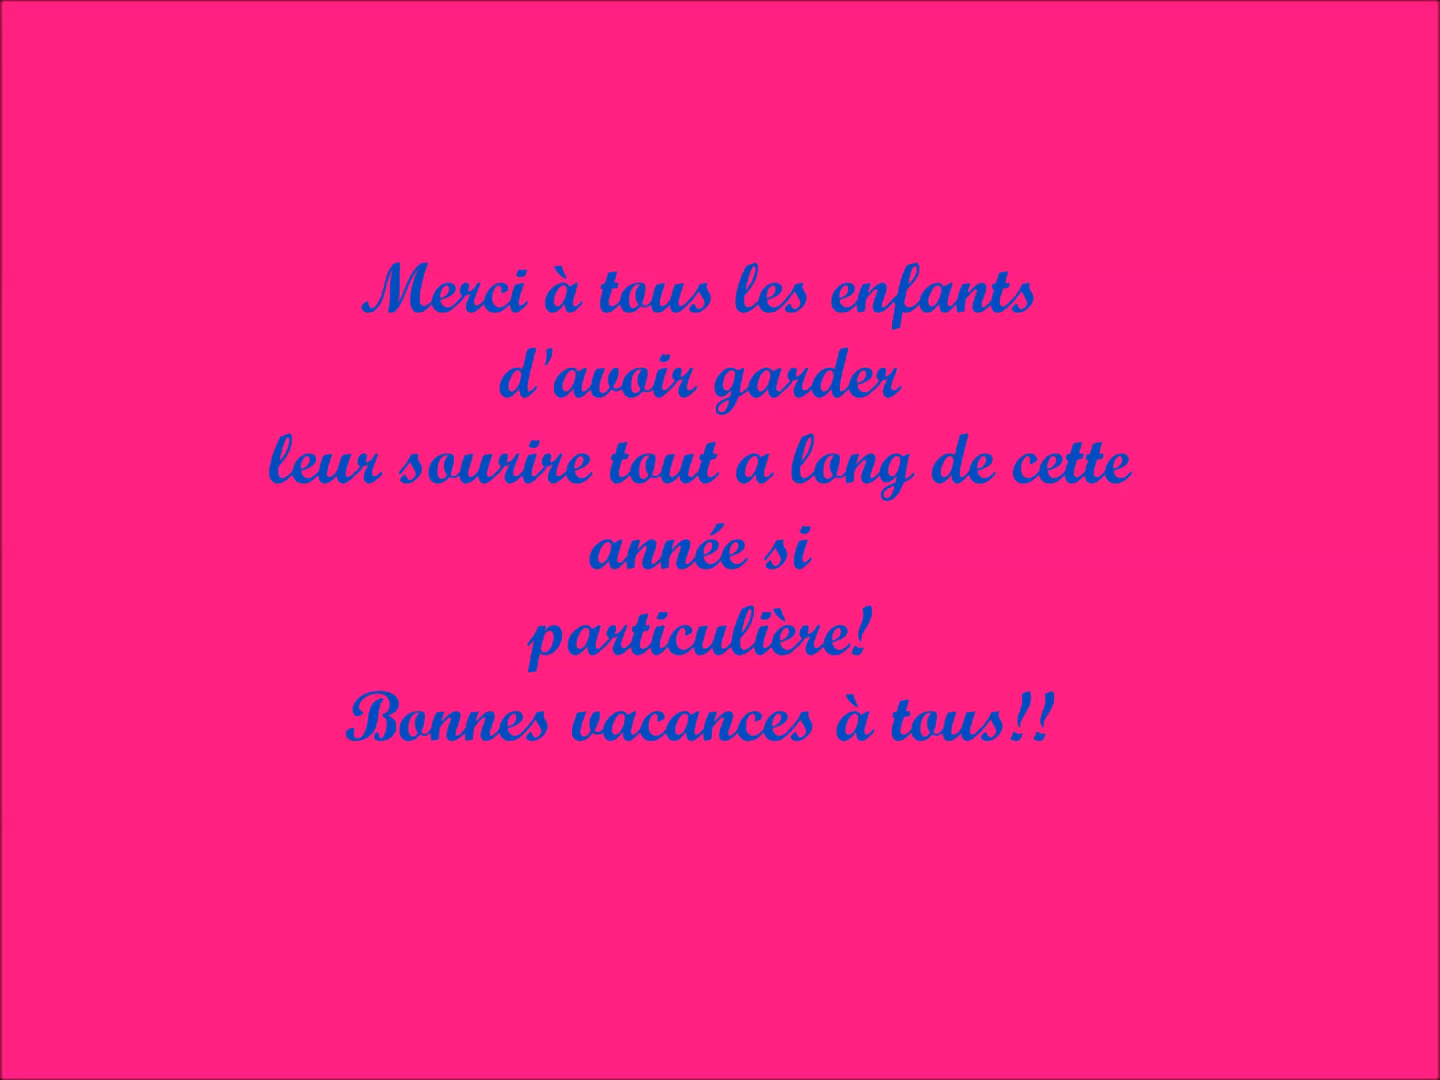 Merci à tous les enfants
d'avoir garder
leur sourire tout a long de cette
année si
particulière!
Bonnes vacances à tous!!